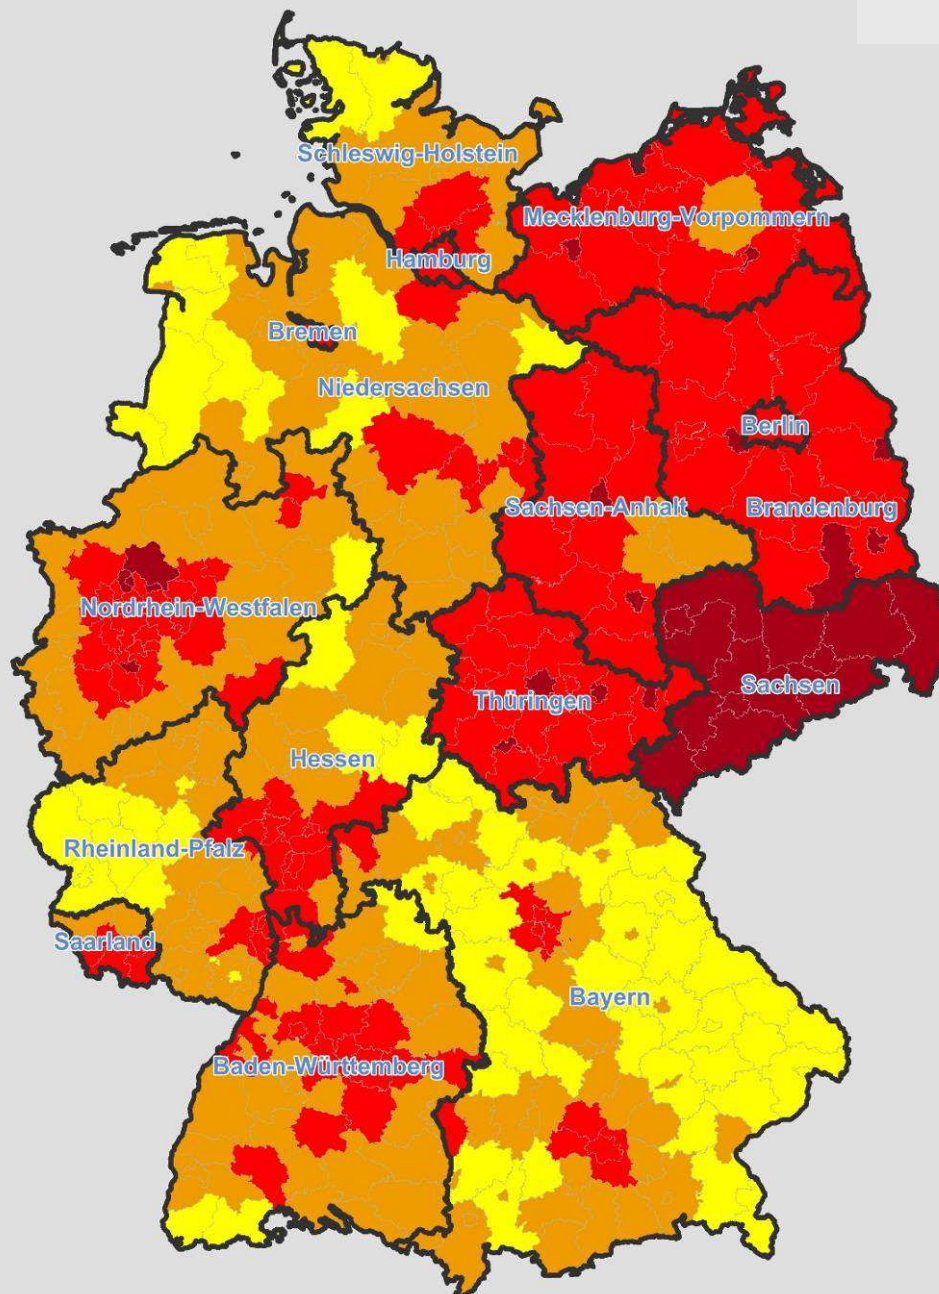 Schleswig-Holstein
Mecklenburg-Vorpommern
Hamburg
Bremen
Niedersachsen
Berlin
Sachsen-Anhalt
Brandenburg
Nordrhein-Westfalen
Sachsen
Thüringen
Hessen
Rheinland-Pfalz
Saarland
Bayern
Baden-Württemberg